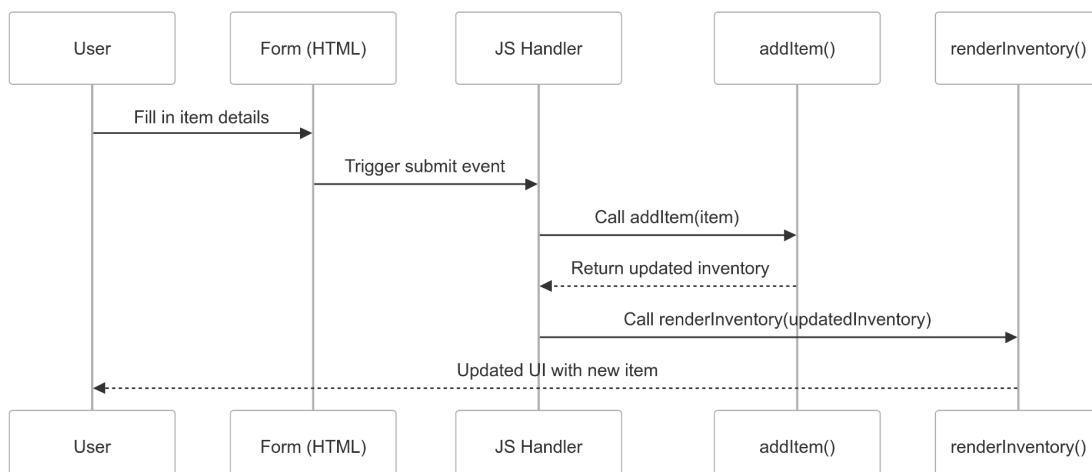 User
Form (HTML)
JS Handler
addItem()
renderInventory()
Fill in item details
Trigger submit event
Call addItem(item)
Return updated inventory
Call renderInventory(updatedInventory)
Updated UI with new item
User
Form (HTML)
JS Handler
addItem()
renderInventory()